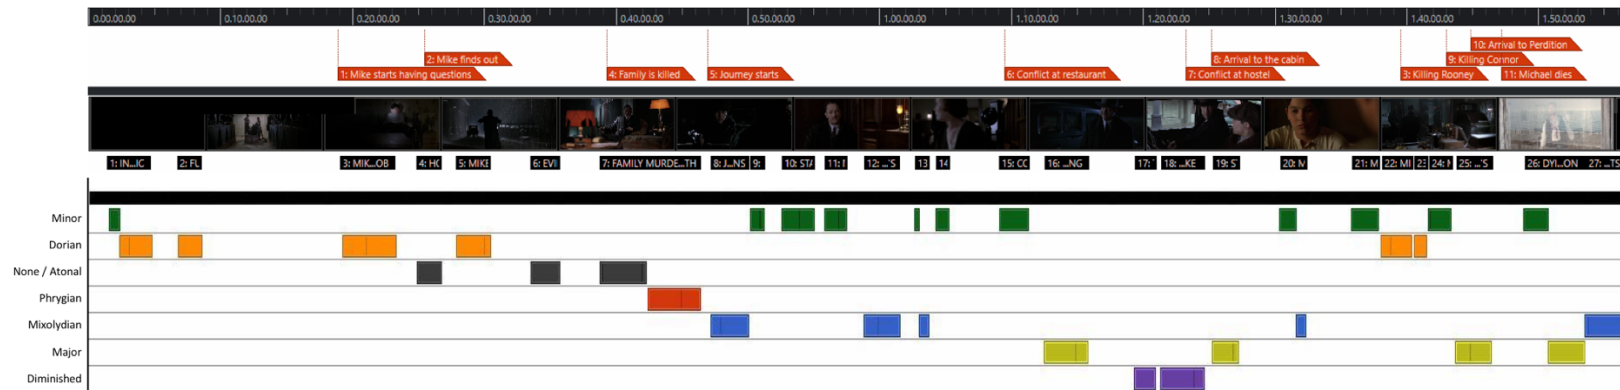 0.00.00.00 0.10.00.00 0.20.00.00 0.30.00.00 0.40.00.00 0.50.00.00 1.00.00.00 1.10.00.00 1.20.00.00 1.30.00.00 1.40.00.00 1.50.00.00
10: Arrival to Perdition
2: Mike finds out
8: Arrival to the cabin
9: Killing Connor
1: Mike starts having questions
4: Family is killed
5: Journey starts
6: Conflict at restaurant
7: Conflict at hostel
3: Killing Rooney
11: Michael dies
1: IN...IC 2: FU 3: MIK...OB 4: HO 5: MIKE 6: EVI 7: FAMILY MURDE...TH 8: J...NS 9: 10: STA 11: 12: ...'S 13 14 15: CO 16: ...NG 17: 18: ...KE 19: S' 20: M 21: M 22: MI 23 24: 25: ...'S 26: DYI...ON 27: ...TS
Minor
Dorian
None / Atonal
Phrygian
Mixolydian
Major
Diminished